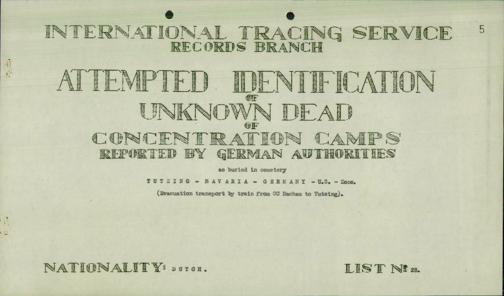 5
INTERNATIONAL TRACING SERVICE
RECORDS BRANCH
ATTEMPTED IDENTIFICATION
OF
UNKNOWN DEAD
OF
CONCENTRATION CAMPS
REPORTED BY GERMAN AUTHORITIES
as buried in cemetery
TUTZING - BAVARIA - GERMANY - U.S. - Zone.
(Evacuation transport by train from CC Dachau to Tutzing).
NATIONALITY: DUTCH. LIST Nº 22.